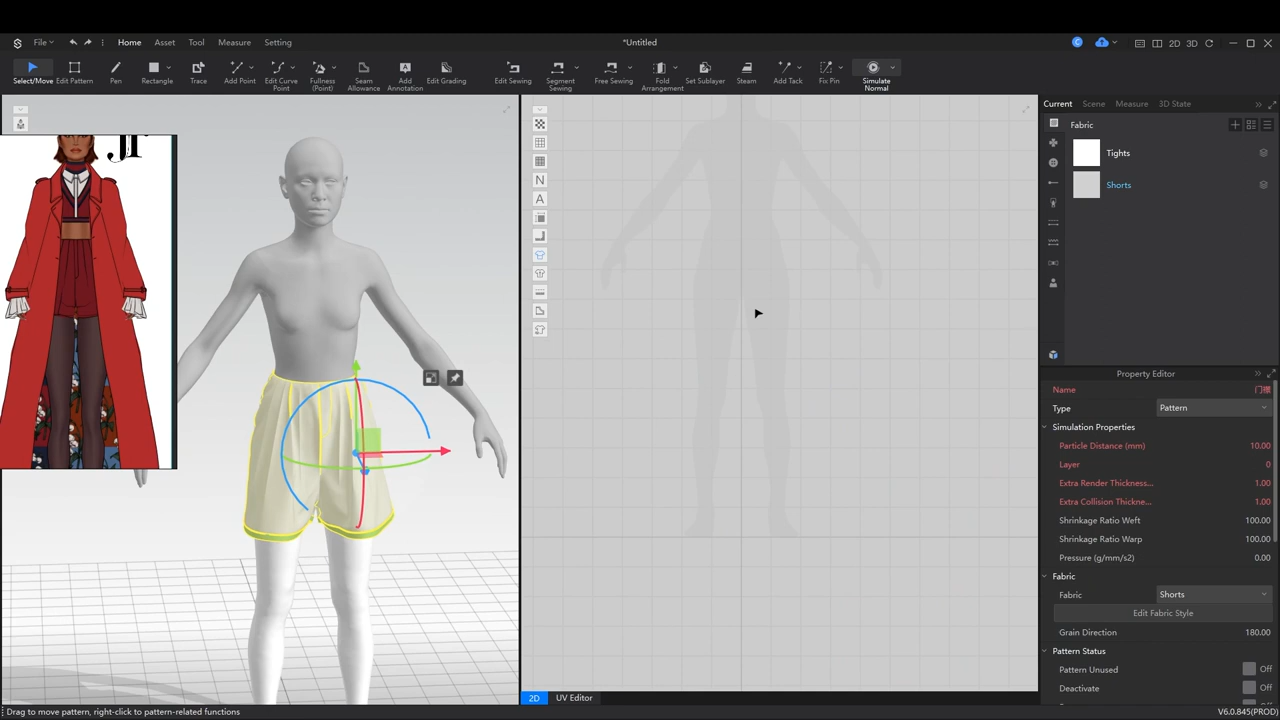 File Home Asset Tool Measure Setting *Untitled 2D 3D
Select/Move Edit Pattern Pen Rectangle Trace Add Point Edit Curve Point Fullness (Point) Seam Allowance Add Annotation Edit Grading Edit Sewing Segment Sewing Free Sewing Fold Arrangement Set Sublayer Steam Add Tack Fix Pin Simulate Normal
Current Scene Measure 3D State
Fabric
Tights
Shorts
N
A
Property Editor
Name 门襟
Type Pattern
Simulation Properties
Particle Distance (mm) 10.00
Layer 0
Extra Render Thickness... 1.00
Extra Collision Thickne... 1.00
Shrinkage Ratio Weft 100.00
Shrinkage Ratio Warp 100.00
Pressure (g/mm/s2) 0.00
Fabric
Fabric Shorts
Edit Fabric Style
Grain Direction 180.00
Pattern Status
Pattern Unused Off
Deactivate Off
2D UV Editor
Drag to move pattern, right-click to pattern-related functions V6.0.845(PROD)